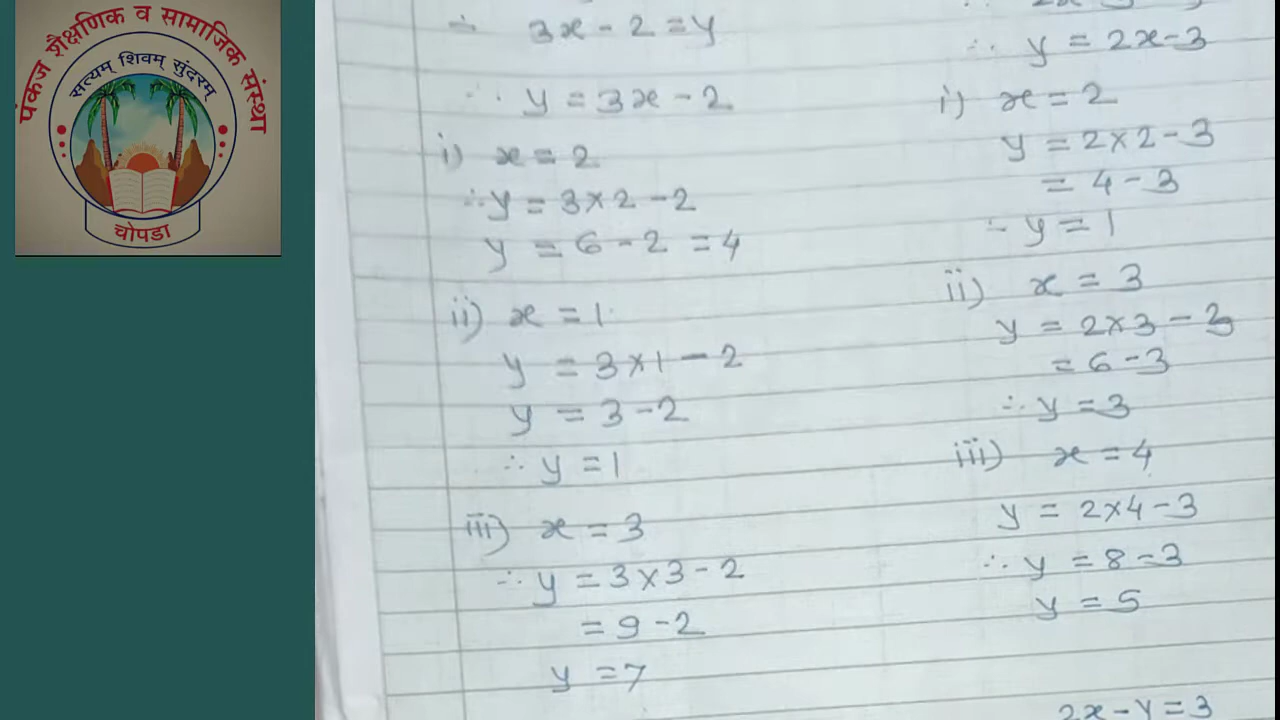 पंकज शैक्षणिक व सामाजिक संस्था
सत्यम् शिवम् सुंदरम्
चोपडा
∴ 3x - 2 = y
∴ y = 3x - 2
i) x = 2
∴ y = 3×2 - 2
y = 6 - 2 = 4
ii) x = 1
y = 3×1 - 2
y = 3 - 2
∴ y = 1
iii) x = 3
∴ y = 3×3 - 2
= 9 - 2
y = 7
∴ y = 2x - 3
i) x = 2
y = 2×2 - 3
= 4 - 3
∴ y = 1
ii) x = 3
y = 2×3 - 3
= 6 - 3
∴ y = 3
iii) x = 4
y = 2×4 - 3
∴ y = 8 - 3
y = 5
2x - y = 3